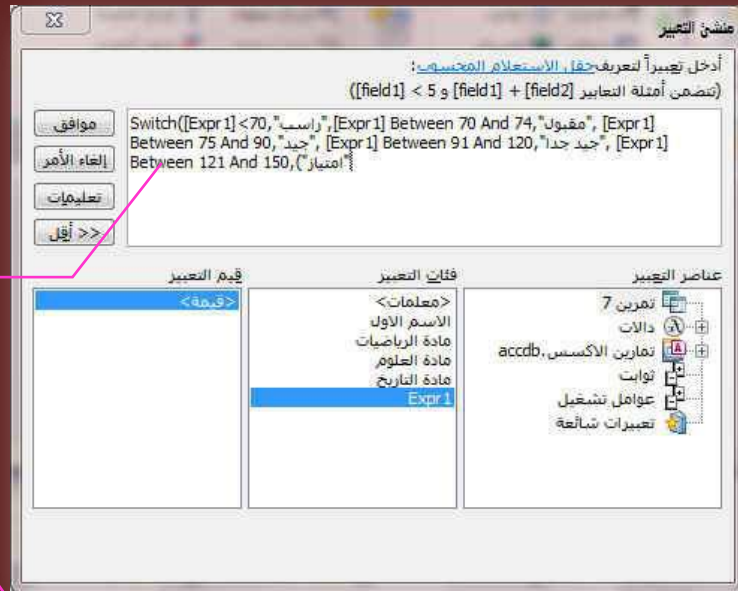 منشئ التعبير
أدخل تعبيراً لتعريف حقل الاستعلام المحسوب:
(تتضمن أمثلة التعابير [field1] + [field2] و [field1] < 5)
Switch([Expr1]<70,"راسب",[Expr1] Between 70 And 74,"مقبول", [Expr1]
Between 75 And 90,"جيد", [Expr1] Between 91 And 120,"جيد جدا", [Expr1]
Between 121 And 150,"امتياز")
موافق
إلغاء الأمر
تعليمات
<< أقل
عناصر التعبير
تمرين 7
دالات
تمارين الاكسس.accdb
ثوابت
عوامل تشغيل
تعبيرات شائعة
فئات التعبير
<معلمات>
الاسم الاول
مادة الرياضيات
مادة العلوم
مادة التاريخ
Expr1
قيم التعبير
<قيمة>